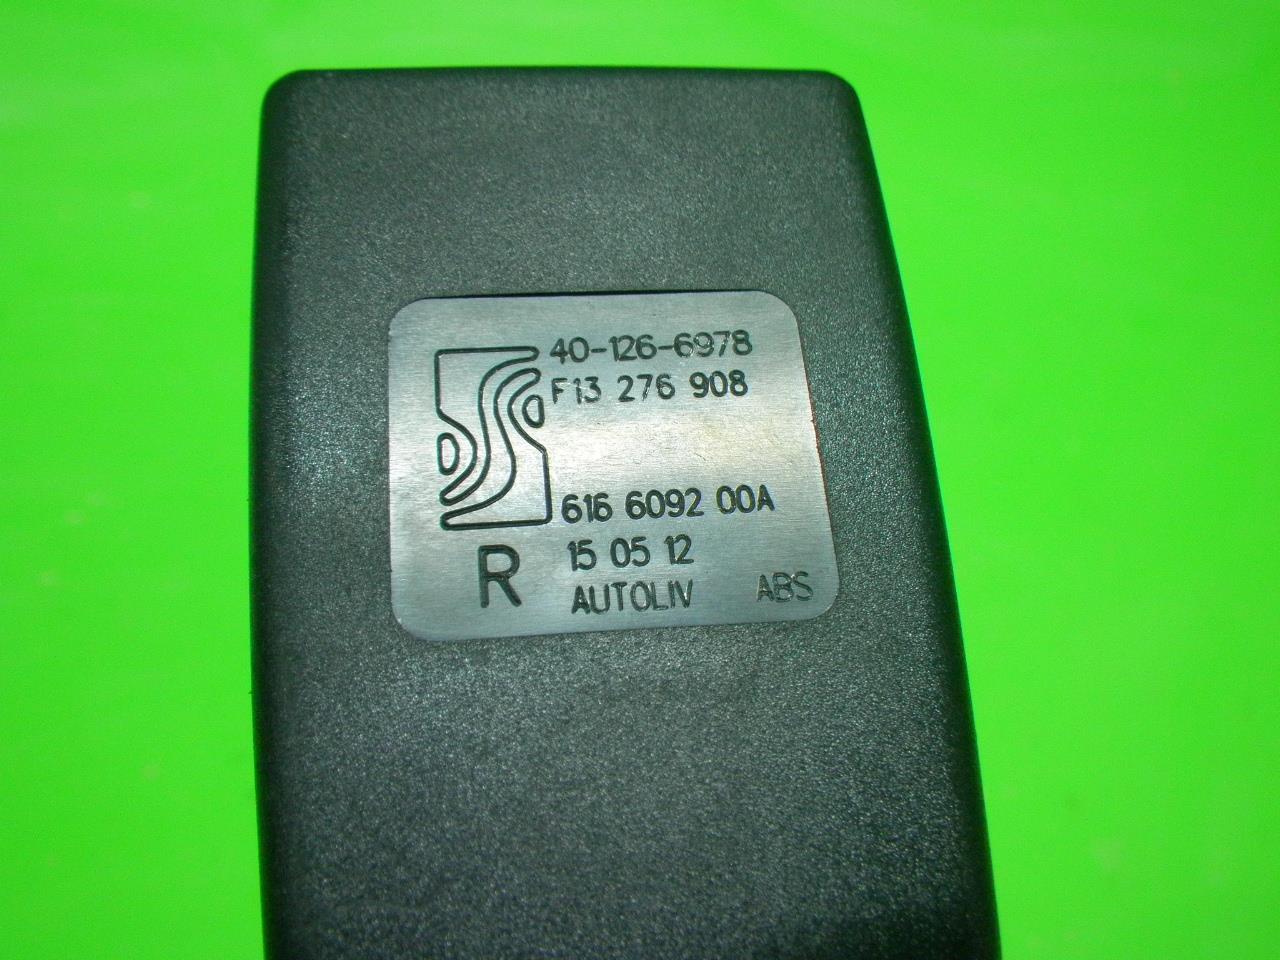 40-126-6978
F13 276 908
616 6092 00A
R 15 05 12
AUTOLIV ABS